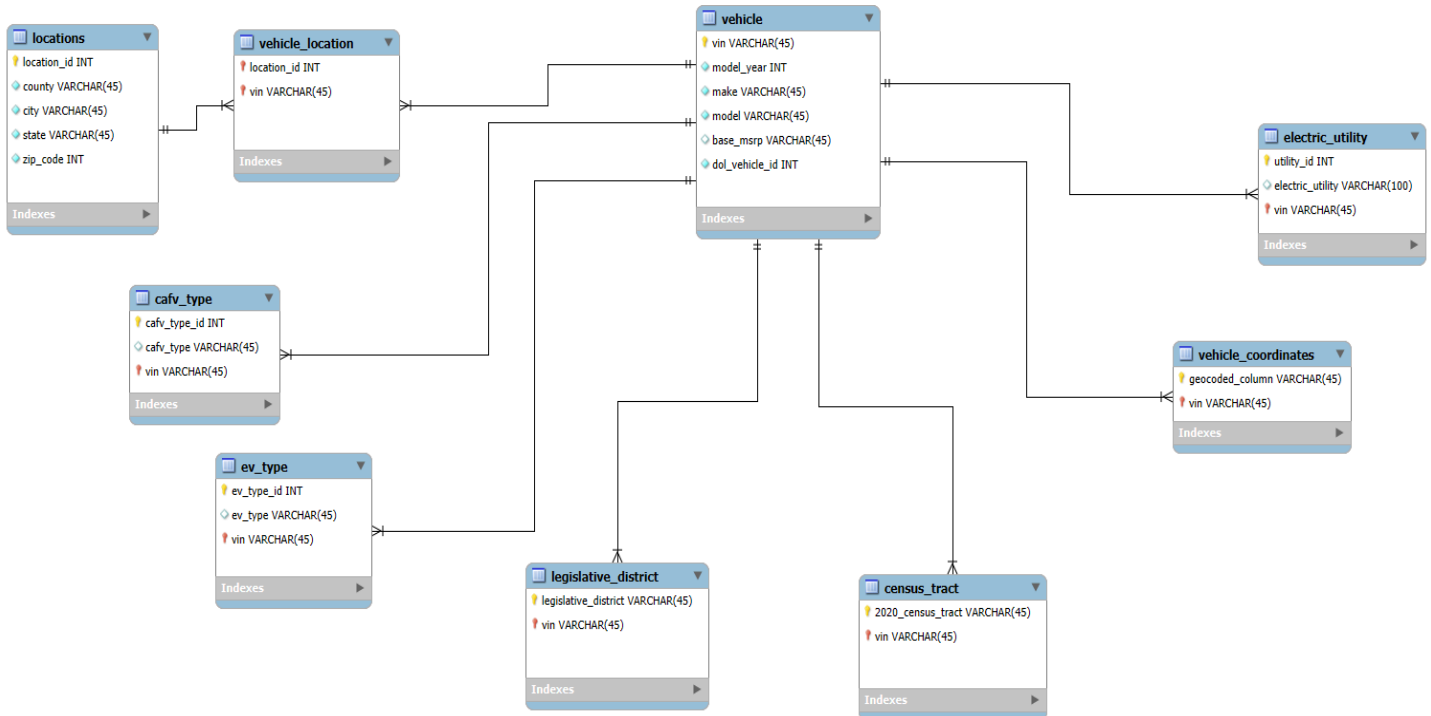 locations
location_id INT
county VARCHAR(45)
city VARCHAR(45)
state VARCHAR(45)
zip_code INT
Indexes
vehicle_location
location_id INT
vin VARCHAR(45)
Indexes
vehicle
vin VARCHAR(45)
model_year INT
make VARCHAR(45)
model VARCHAR(45)
base_msrp VARCHAR(45)
dol_vehicle_id INT
Indexes
electric_utility
utility_id INT
electric_utility VARCHAR(100)
vin VARCHAR(45)
Indexes
cafv_type
cafv_type_id INT
cafv_type VARCHAR(45)
vin VARCHAR(45)
Indexes
vehicle_coordinates
geocoded_column VARCHAR(45)
vin VARCHAR(45)
Indexes
ev_type
ev_type_id INT
ev_type VARCHAR(45)
vin VARCHAR(45)
Indexes
legislative_district
legislative_district VARCHAR(45)
vin VARCHAR(45)
Indexes
census_tract
2020_census_tract VARCHAR(45)
vin VARCHAR(45)
Indexes